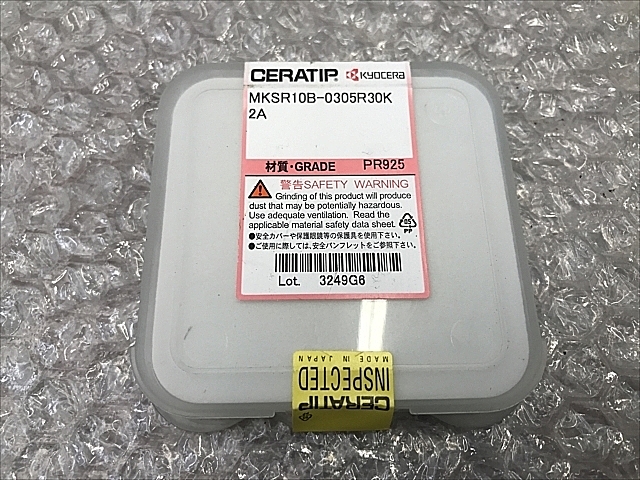 CERATIP KYOCERA
MKSR10B-0305R30K
2A
材質・GRADE PR925
警告SAFETY WARNING
Grinding of this product will produce
dust that may be potentially hazardous.
Use adequate ventilation. Read the
applicable material safety data sheet.
●安全カバーや保護眼鏡等の保護具を使用下さい。
●ご使用に際しては、安全パンフレットをご参照下さい。
PP
Lot. 3249G6
CERATIP
INSPECTED
MADE IN JAPAN